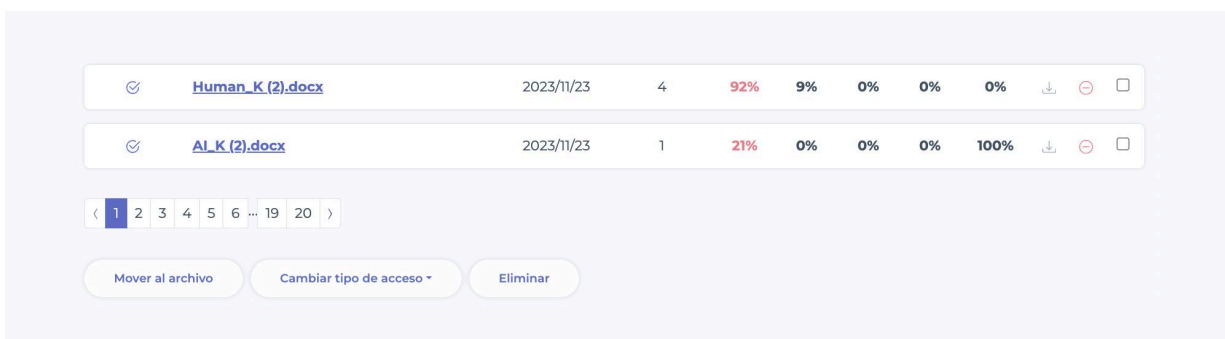 Human_K (2).docx 2023/11/23 4 92% 9% 0% 0% 0%
AI_K (2).docx 2023/11/23 1 21% 0% 0% 0% 100%
‹ 1 2 3 4 5 6 ... 19 20 ›
Mover al archivo Cambiar tipo de acceso Eliminar